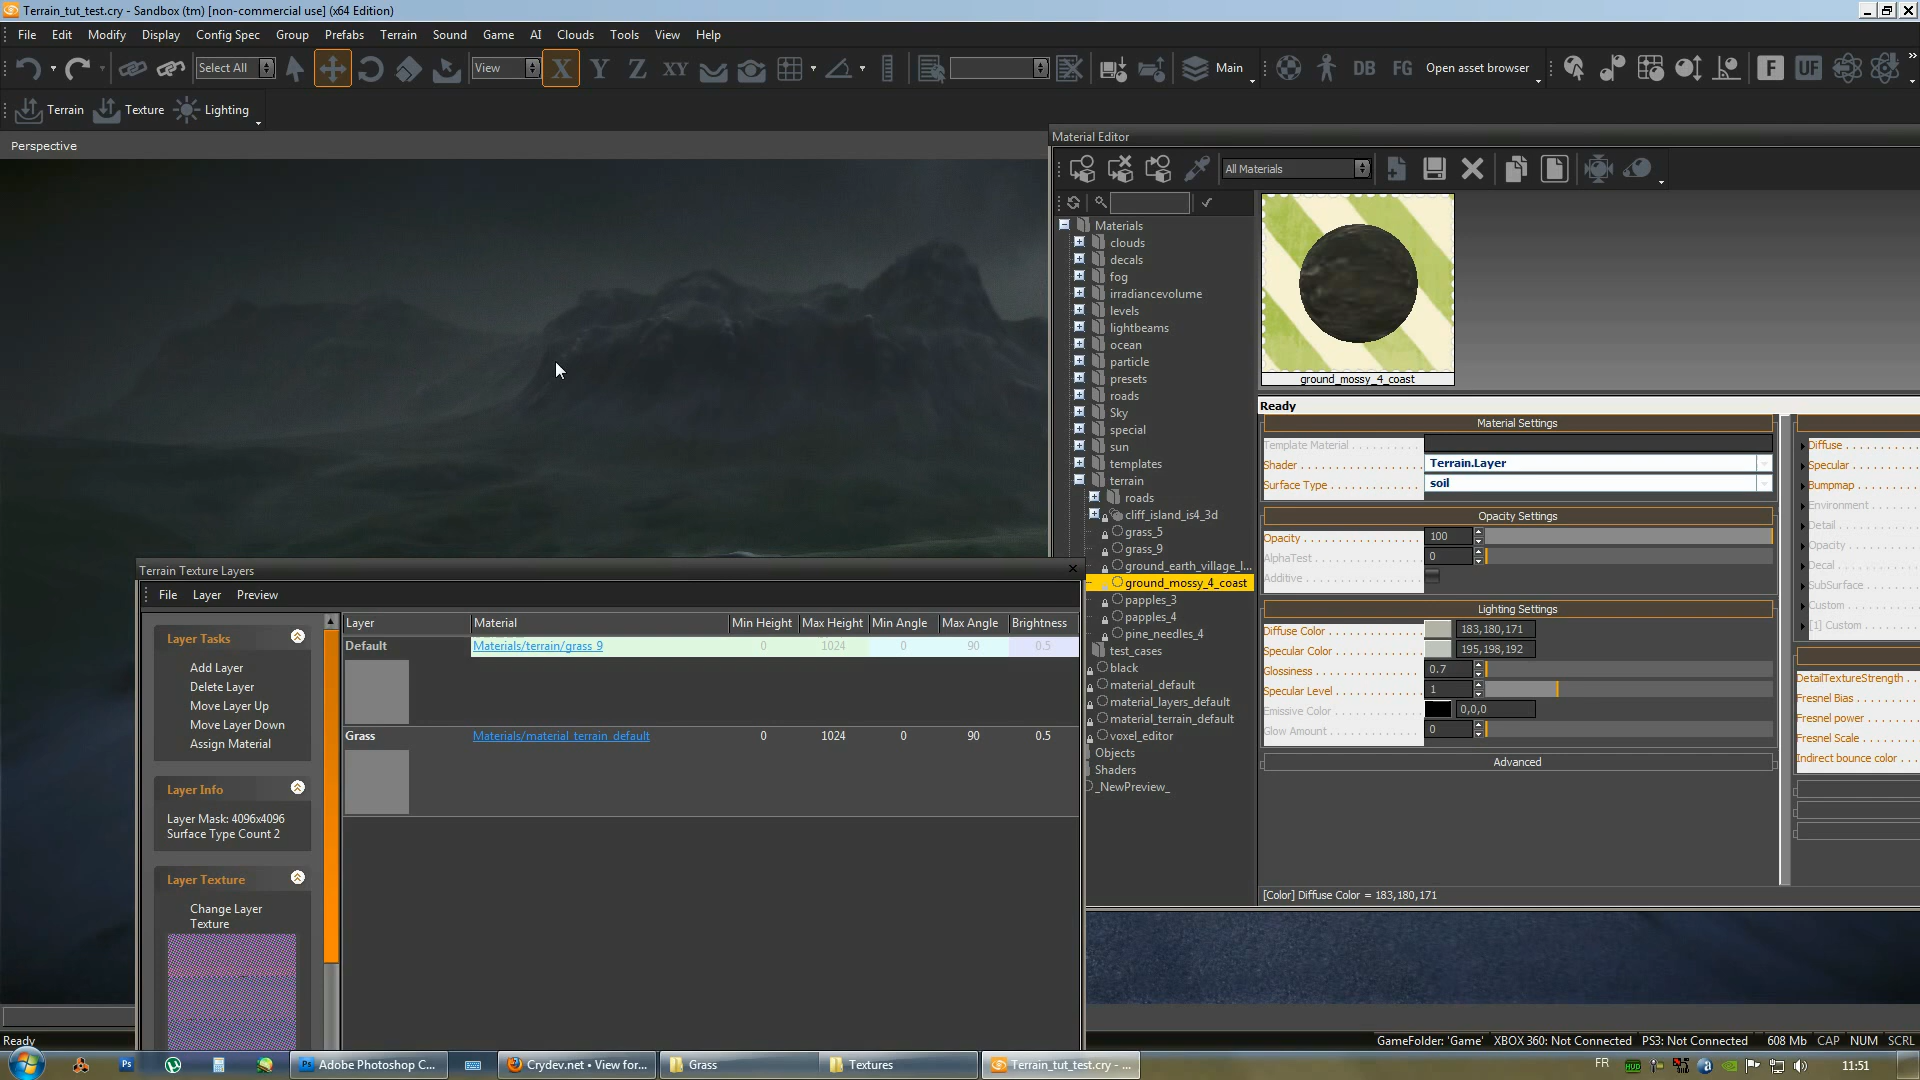 Terrain_tut_test.cry - Sandbox (tm) [non-commercial use] (x64 Edition)
File Edit Modify Display Config Spec Group Prefabs Terrain Sound Game AI Clouds Tools View Help
Select All View X Y Z XY Main DB FG Open asset browser F UF
Terrain Texture Lighting
Perspective
Material Editor
All Materials
Materials
clouds
decals
fog
irradiancevolume
levels
lightbeams
ocean
particle
presets
roads
Sky
special
sun
templates
terrain
roads
cliff_island_is4_3d
grass_5
grass_9
ground_earth_village_l...
ground_mossy_4_coast
papples_3
papples_4
pine_needles_4
test_cases
black
material_default
material_layers_default
material_terrain_default
voxel_editor
Objects
Shaders
_NewPreview_
ground_mossy_4_coast
Ready
Material Settings
Template Material
Shader Terrain.Layer
Surface Type soil
Opacity Settings
Opacity 100
AlphaTest 0
Additive
Lighting Settings
Diffuse Color 183,180,171
Specular Color 195,198,192
Glossiness 0.7
Specular Level 1
Emissive Color 0,0,0
Glow Amount 0
Advanced
Diffuse
Specular
Bumpmap
Environment
Detail
Opacity
Decal
SubSurface
Custom
[1] Custom
DetailTextureStrength
Fresnel Bias
Fresnel power
Fresnel Scale
Indirect bounce color
[Color] Diffuse Color = 183,180,171
Terrain Texture Layers
File Layer Preview
Layer Tasks
Add Layer
Delete Layer
Move Layer Up
Move Layer Down
Assign Material
Layer Info
Layer Mask: 4096x4096
Surface Type Count 2
Layer Texture
Change Layer
Texture
Layer Material Min Height Max Height Min Angle Max Angle Brightness
Default Materials/terrain/grass_9 0 1024 0 90 0.5
Grass Materials/material_terrain_default 0 1024 0 90 0.5
Ready
GameFolder: 'Game' XBOX 360: Not Connected PS3: Not Connected 608 Mb CAP NUM SCRL
Ps Ps Adobe Photoshop C... Crydev.net • View for... Grass Textures Terrain_tut_test.cry - ... FR 11:51